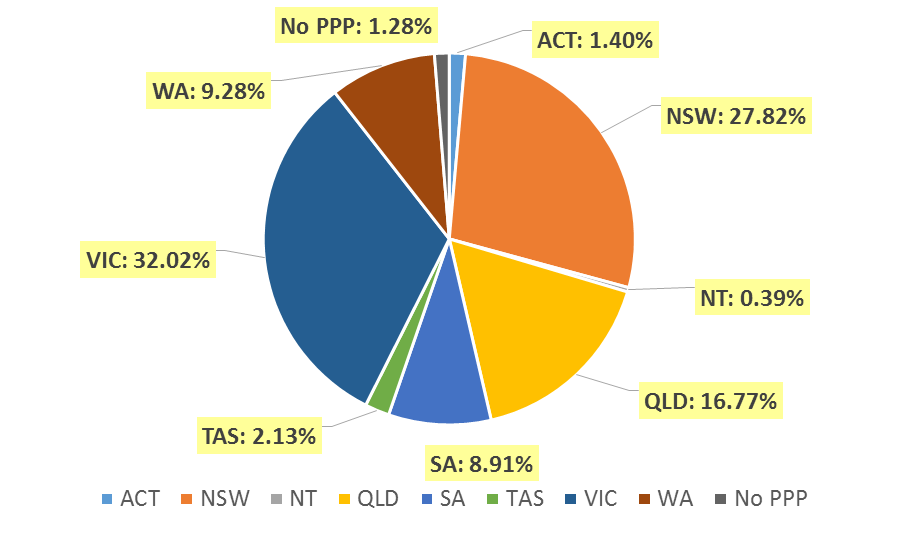 No PPP: 1.28%
ACT: 1.40%
WA: 9.28%
NSW: 27.82%
VIC: 32.02%
NT: 0.39%
QLD: 16.77%
TAS: 2.13%
SA: 8.91%
ACT NSW NT QLD SA TAS VIC WA No PPP